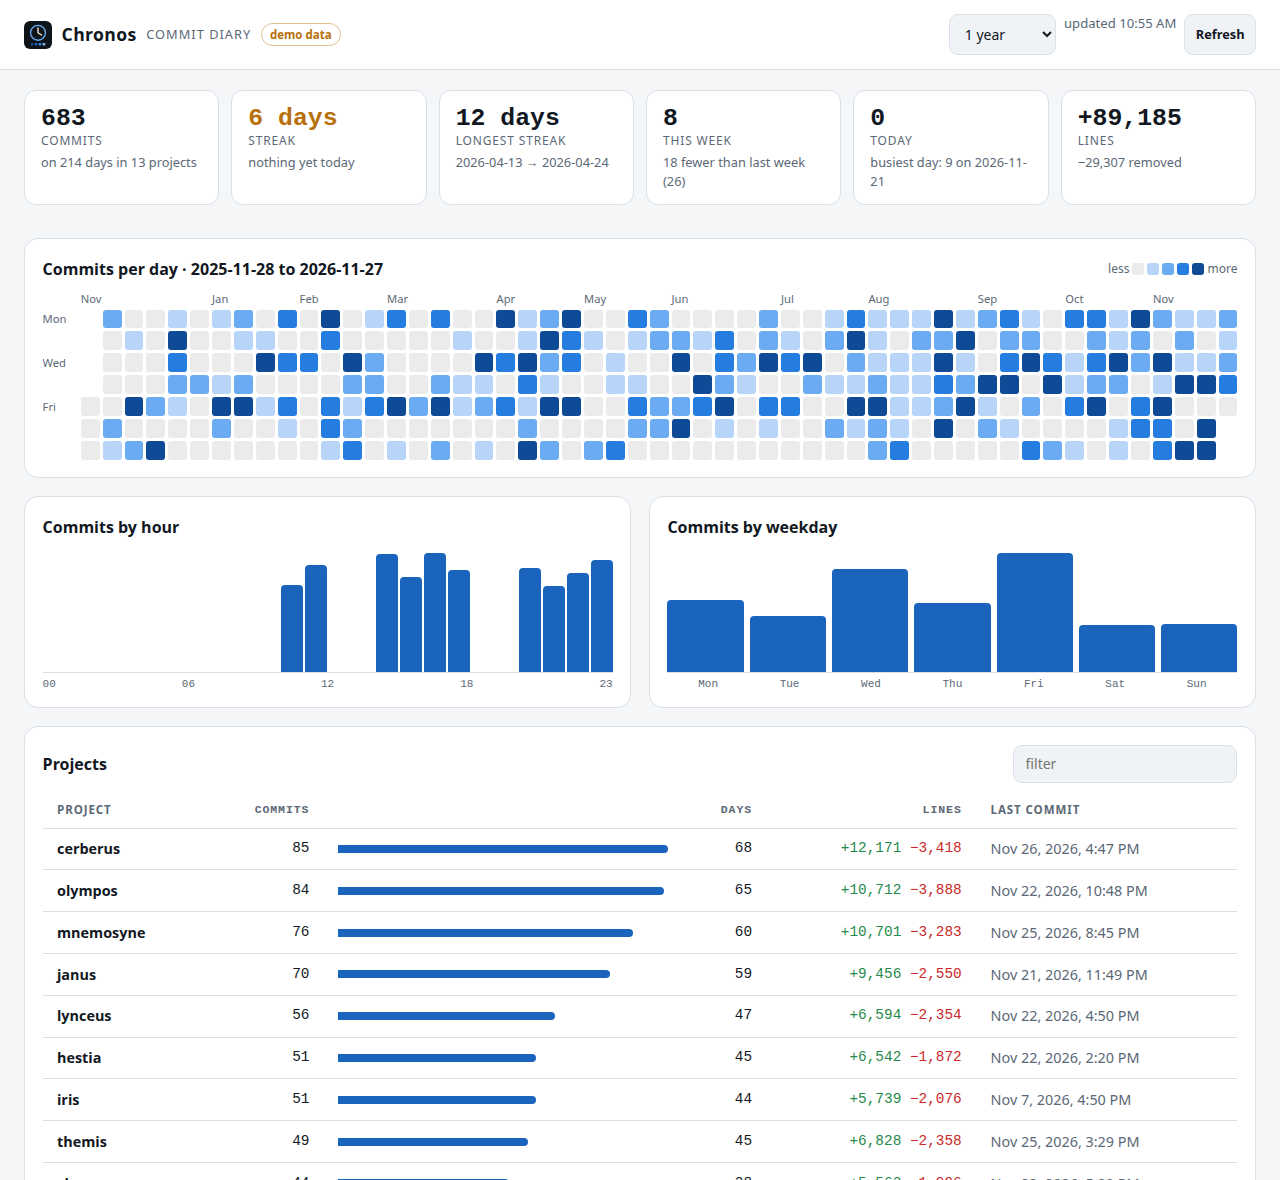 Chronos COMMIT DIARY demo data
1 year updated 10:55 AM Refresh
683
COMMITS
on 214 days in 13 projects
6 days
STREAK
nothing yet today
12 days
LONGEST STREAK
2026-04-13 → 2026-04-24
8
THIS WEEK
18 fewer than last week
(26)
0
TODAY
busiest day: 9 on 2026-11-
21
+89,185
LINES
−29,307 removed
Commits per day · 2025-11-28 to 2026-11-27
less more
Nov Jan Feb Mar Apr May Jun Jul Aug Sep Oct Nov
Mon
Wed
Fri
Commits by hour
00 06 12 18 23
Commits by weekday
Mon Tue Wed Thu Fri Sat Sun
Projects
filter
PROJECT COMMITS DAYS LINES LAST COMMIT
cerberus 85 68 +12,171 −3,418 Nov 26, 2026, 4:47 PM
olympos 84 65 +10,712 −3,888 Nov 22, 2026, 10:48 PM
mnemosyne 76 60 +10,701 −3,283 Nov 25, 2026, 8:45 PM
janus 70 59 +9,456 −2,550 Nov 21, 2026, 11:49 PM
lynceus 56 47 +6,594 −2,354 Nov 22, 2026, 4:50 PM
hestia 51 45 +6,542 −1,872 Nov 22, 2026, 2:20 PM
iris 51 44 +5,739 −2,076 Nov 7, 2026, 4:50 PM
themis 49 45 +6,828 −2,358 Nov 25, 2026, 3:29 PM